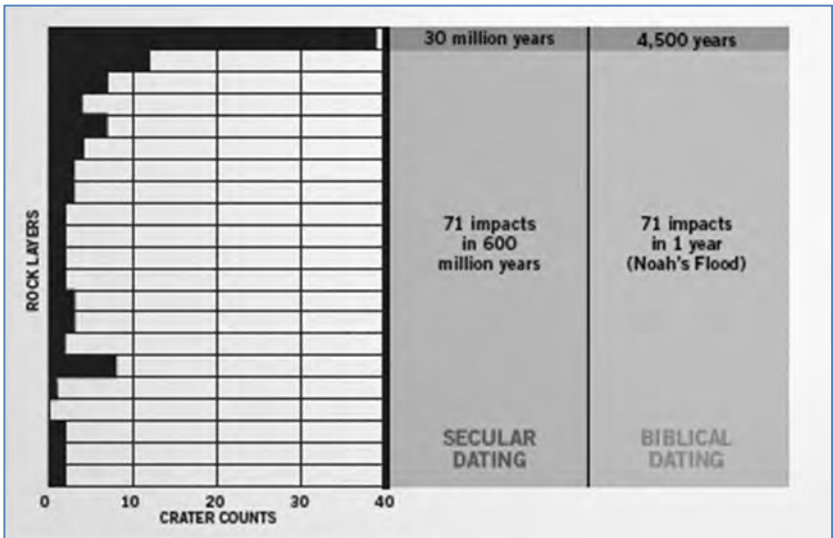 30 million years
4,500 years
71 impacts
in 600
million years
71 impacts
in 1 year
(Noah's Flood)
ROCK LAYERS
SECULAR
DATING
BIBLICAL
DATING
0 10 20 30 40
CRATER COUNTS